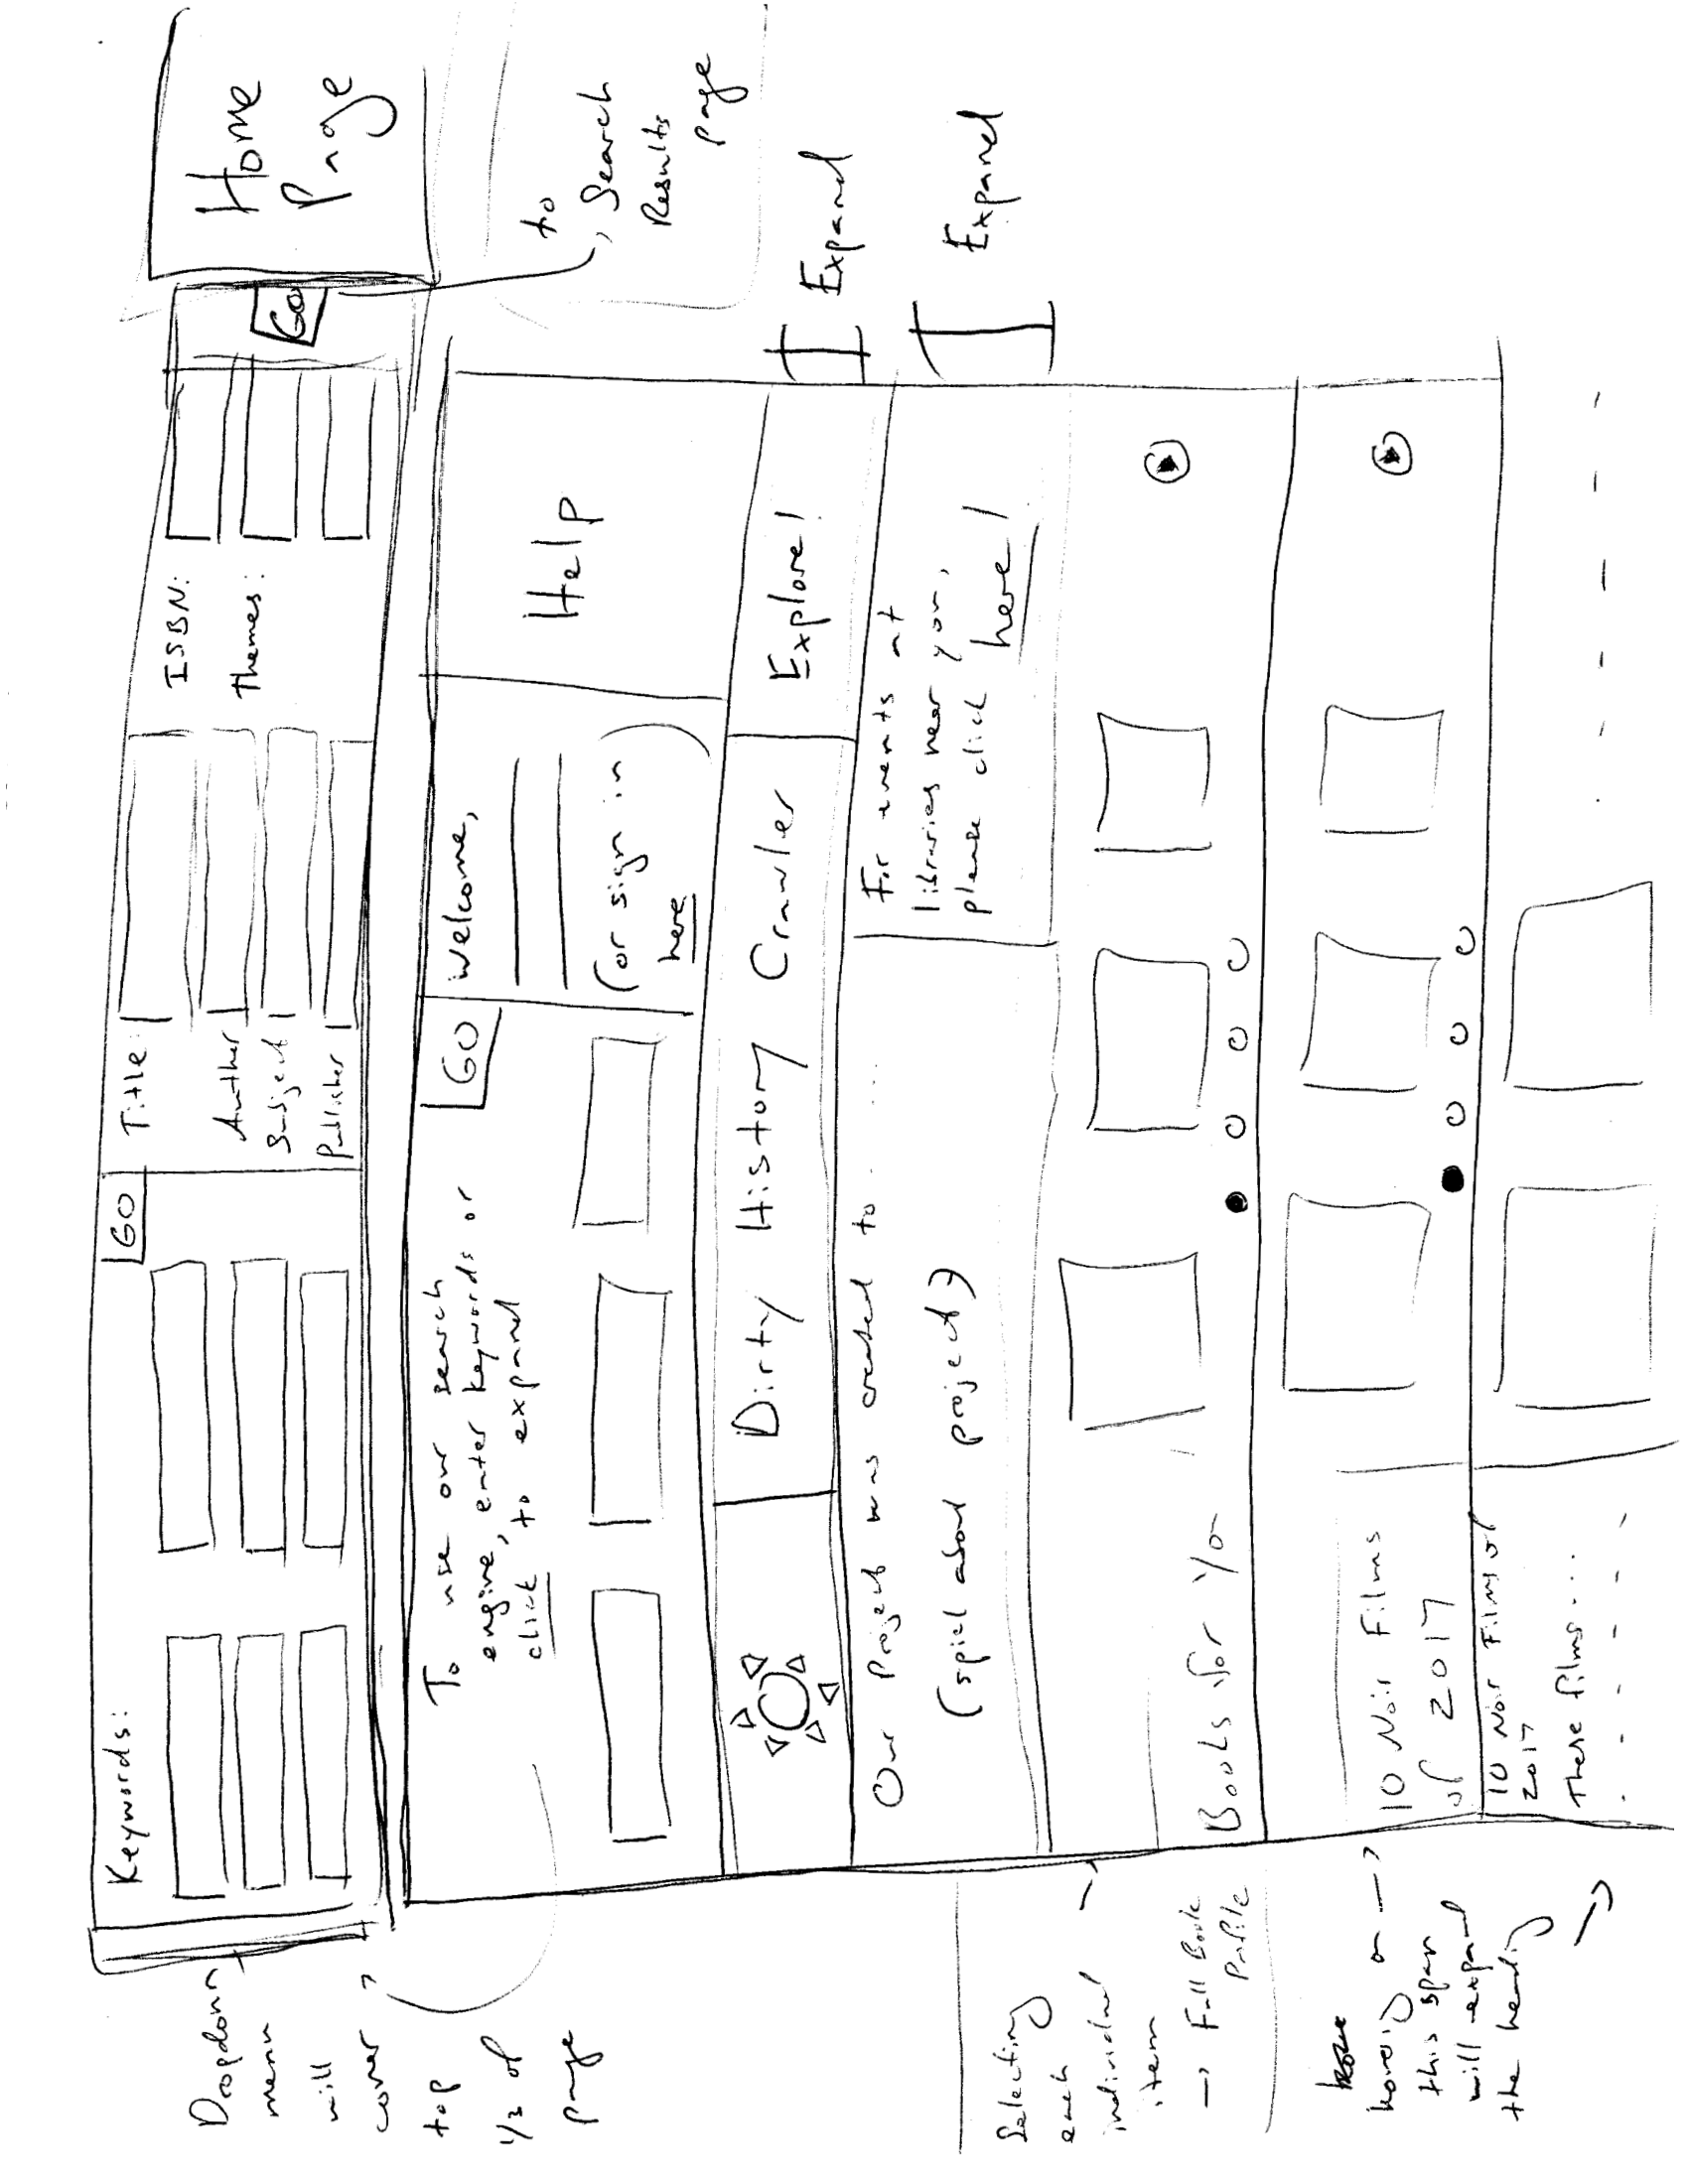 Home
Page
Keywords:
GO
Title:
Author
Subject
Publisher
ISBN:
Themes:
GO
to
Search
Results
page
Dropdown
menu
will
cover
top
1/3 of
page
To use our search
engine, enter keywords or
click to expand
GO
Welcome,
(or sign in
here)
Help
Dirty History Crawler
Explore!
Expand
Our Project was created to....
(spiel about project)
For events at
libraries near you,
please click
here!
Expand
Selecting
each
individual
item
→ Full Book
Profile
Books for You
hovering on →
this span
will expand
the heading
10 Noir Films
of 2017
10 Noir Films of
2017
These films....